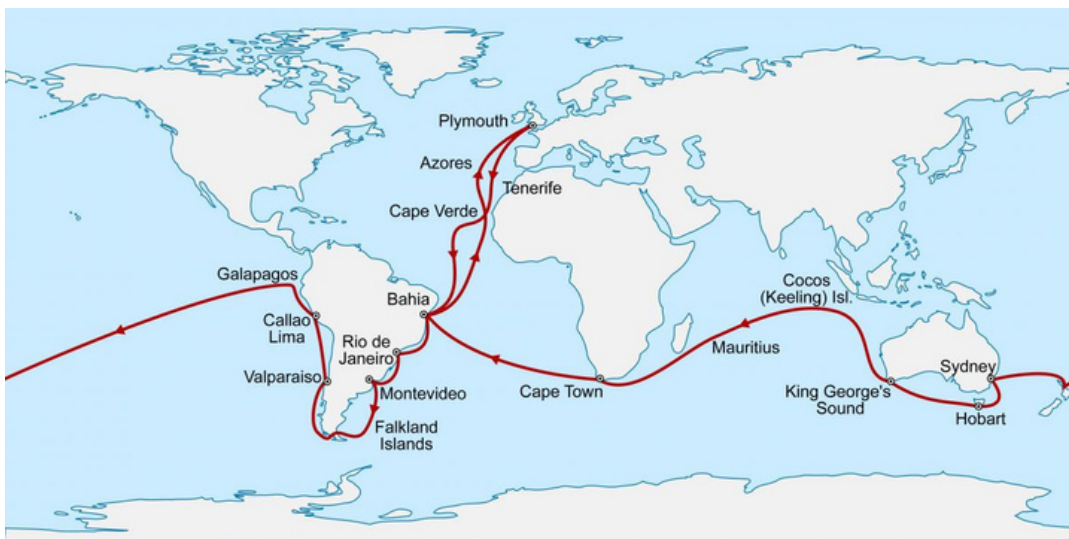 Plymouth
Azores
Tenerife
Cape Verde
Galapagos
Bahia
Callao
Lima
Rio de
Janeiro
Valparaiso
Montevideo
Falkland
Islands
Cape Town
Mauritius
Cocos
(Keeling) Isl.
Sydney
King George's
Sound
Hobart